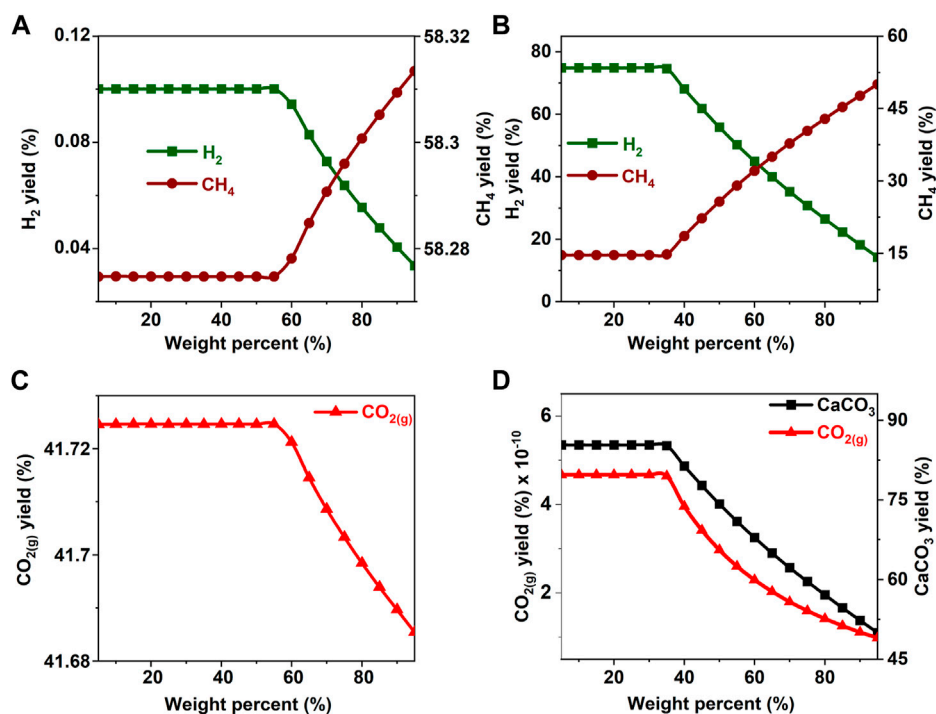 A
H2 yield (%)
0.12
0.08
0.04
58.32
58.3
58.28
CH4 yield (%)
H2
CH4
20 40 60 80
Weight percent (%)
B
H2 yield (%)
80
60
40
20
0
60
45
30
15
CH4 yield (%)
H2
CH4
20 40 60 80
Weight percent (%)
C
CO2(g) yield (%)
41.72
41.7
41.68
CO2(g)
20 40 60 80
Weight percent (%)
D
CO2(g) yield (%) x 10-10
6
4
2
90
75
60
45
CaCO3 yield (%)
CaCO3
CO2(g)
20 40 60 80
Weight percent (%)